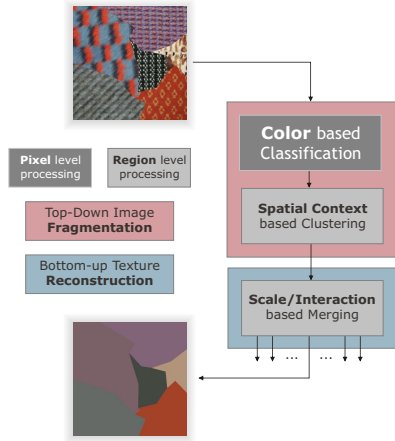 Color based
Classification
Pixel level
processing
Region level
processing
Top-Down Image
Fragmentation
Spatial Context
based Clustering
Bottom-up Texture
Reconstruction
Scale/Interaction
based Merging
... ...